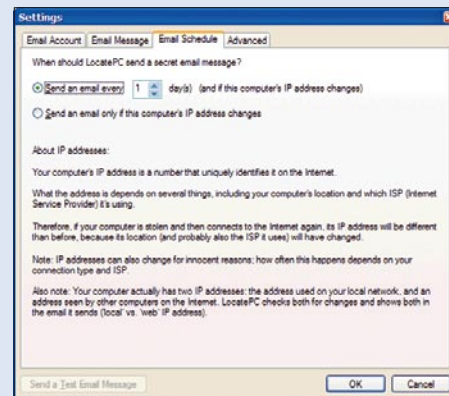 Settings
Email Account Email Message Email Schedule Advanced
When should LocatePC send a secret email message?
Send an email every 1 day(s) (and if this computer's IP address changes)
Send an email only if this computer's IP address changes
About IP addresses:
Your computer's IP address is a number that uniquely identifies it on the Internet.
What the address is depends on several things, including your computer's location and which ISP (Internet
Service Provider) it's using.
Therefore, if your computer is stolen and then connects to the Internet again, its IP address will be different
than before, because its location (and probably also the ISP it uses) will have changed.
Note: IP addresses can also change for innocent reasons; how often this happens depends on your
connection type and ISP.
Also note: Your computer actually has two IP addresses: the address used on your local network, and an
address seen by other computers on the Internet. LocatePC checks both for changes and shows both in
the email it sends ('local' vs. 'web' IP address).
Send a Test Email Message OK Cancel